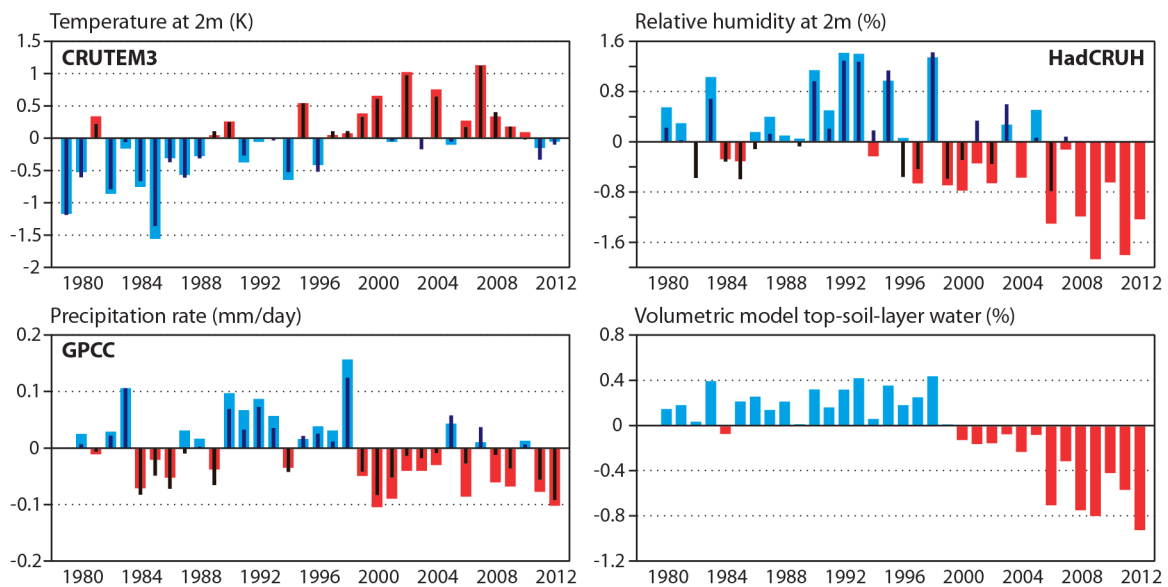 Temperature at 2m (K)
1.5
CRUTEM3
1
0.5
0
-0.5
-1
-1.5
-2
1980 1984 1988 1992 1996 2000 2004 2008 2012
Relative humidity at 2m (%)
1.6
HadCRUH
0.8
0
-0.8
-1.6
1980 1984 1988 1992 1996 2000 2004 2008 2012
Precipitation rate (mm/day)
0.2
GPCC
0.1
0
-0.1
-0.2
1980 1984 1988 1992 1996 2000 2004 2008 2012
Volumetric model top-soil-layer water (%)
0.8
0.4
0
-0.4
-0.8
-1.2
1980 1984 1988 1992 1996 2000 2004 2008 2012